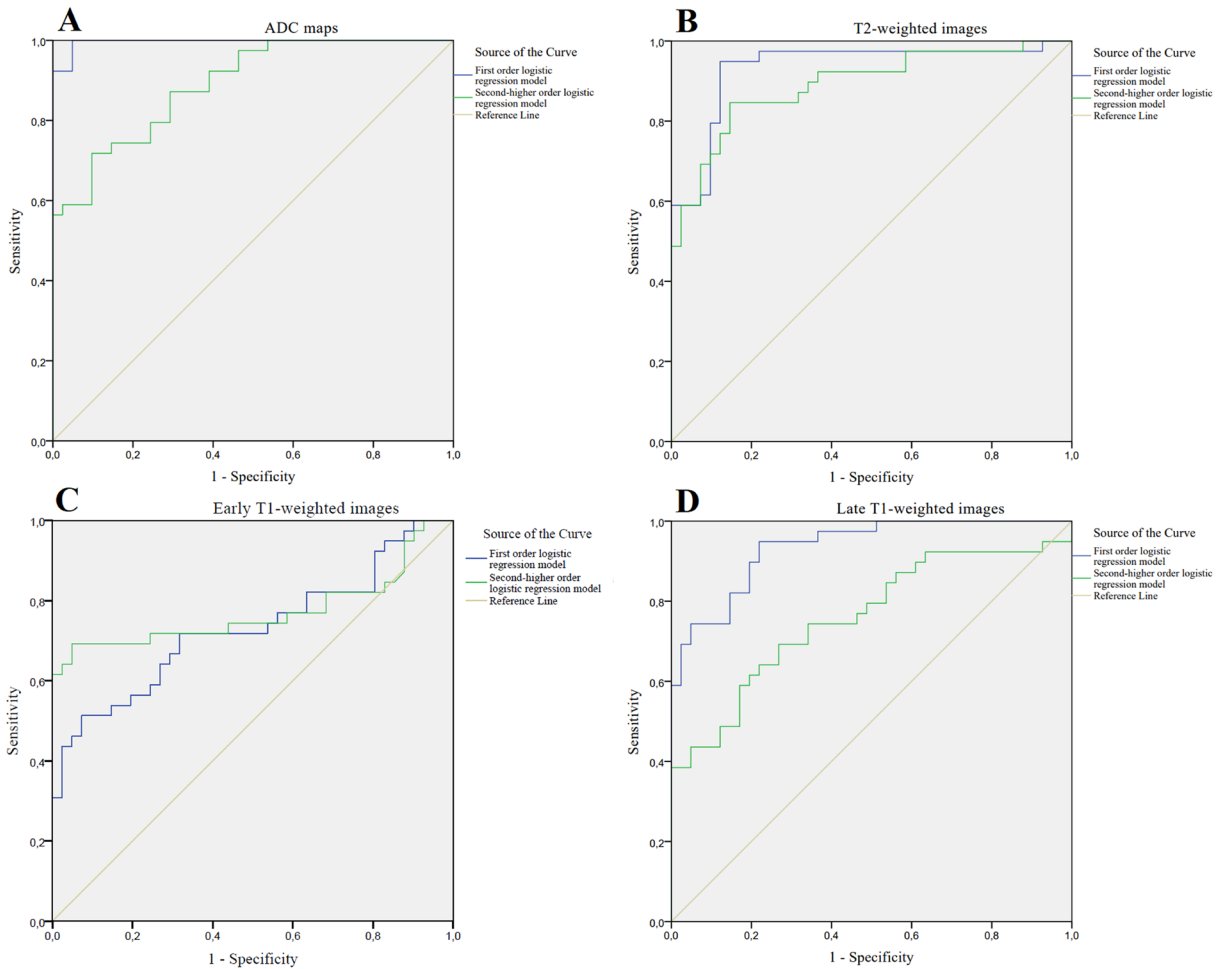 A
ADC maps
Source of the Curve
First order logistic
regression model
Second-higher order logistic
regression model
Reference Line
Sensitivity
1,0
0,8
0,6
0,4
0,2
0,0
0,0
0,2
0,4
0,6
0,8
1,0
1 - Specificity
B
T2-weighted images
Source of the Curve
First order logistic
regression model
Second-higher order logistic
regression model
Reference Line
Sensitivity
1,0
0,8
0,6
0,4
0,2
0,0
0,0
0,2
0,4
0,6
0,8
1,0
1 - Specificity
C
Early T1-weighted images
Source of the Curve
First order logistic
regression model
Second-higher order
logistic regression model
Reference Line
Sensitivity
1,0
0,8
0,6
0,4
0,2
0,0
0,0
0,2
0,4
0,6
0,8
1,0
1 - Specificity
D
Late T1-weighted images
Source of the Curve
First order logistic
regression model
Second-higher order logistic
regression model
Reference Line
Sensitivity
1,0
0,8
0,6
0,4
0,2
0,0
0,0
0,2
0,4
0,6
0,8
1,0
1 - Specificity